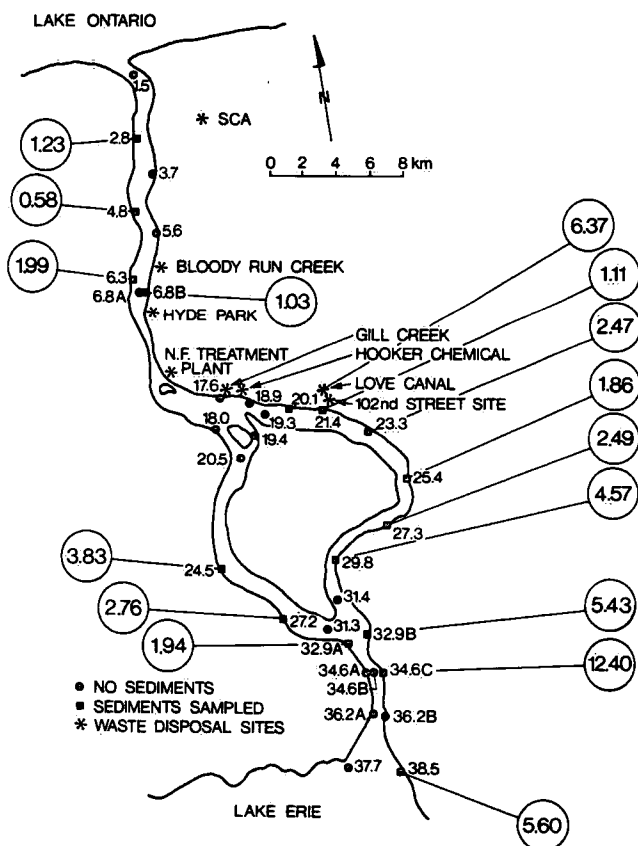 LAKE ONTARIO
1.5
* SCA
N
1.23
2.8
0 2 4 6 8 km
3.7
0.58
4.8
5.6
6.37
1.99
6.3
* BLOODY RUN CREEK
1.11
6.8A
6.8B
1.03
* HYDE PARK
2.47
GILL CREEK
N.F. TREATMENT
HOOKER CHEMICAL
* PLANT
1.86
17.6
18.9
20.1
LOVE CANAL
* 102nd STREET SITE
19.3
21.4
23.3
18.0
19.4
2.49
20.5
25.4
4.57
27.3
3.83
24.5
29.8
2.76
31.4
5.43
27.2
31.3
32.9B
1.94
32.9A
34.6A
34.6C
12.40
34.6B
NO SEDIMENTS
SEDIMENTS SAMPLED
* WASTE DISPOSAL SITES
36.2A
36.2B
37.7
38.5
LAKE ERIE
5.60